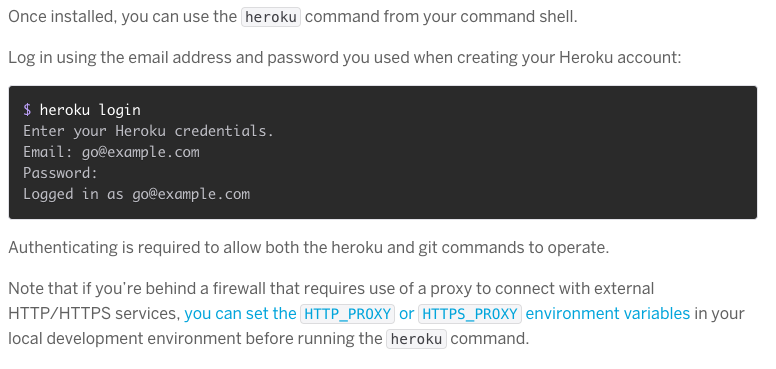 Once installed, you can use the heroku command from your command shell.
Log in using the email address and password you used when creating your Heroku account:
$ heroku login
Enter your Heroku credentials.
Email: go@example.com
Password:
Logged in as go@example.com
Authenticating is required to allow both the heroku and git commands to operate.
Note that if you’re behind a firewall that requires use of a proxy to connect with external
HTTP/HTTPS services, you can set the HTTP_PROXY or HTTPS_PROXY environment variables in your
local development environment before running the heroku command.